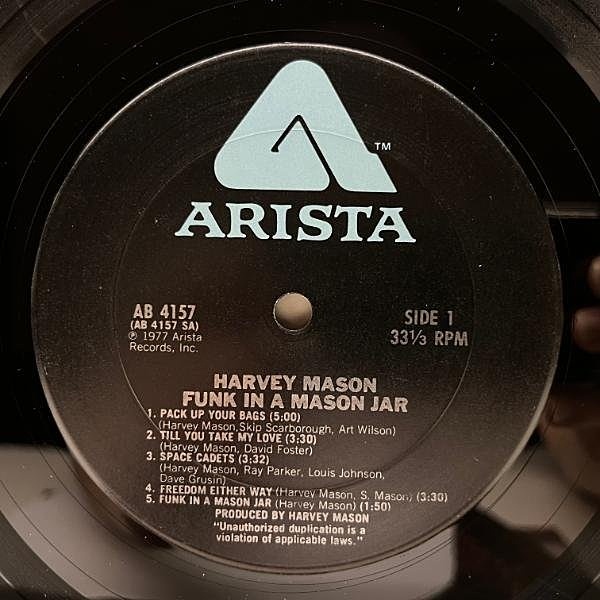 TM
ARISTA
AB 4157
(AB 4157 SA)
℗ 1977 Arista
Records, Inc.
SIDE 1
33⅓ RPM
HARVEY MASON
FUNK IN A MASON JAR
1. PACK UP YOUR BAGS (5:00)
(Harvey Mason,Skip Scarborough, Art Wilson)
2. TILL YOU TAKE MY LOVE (3:30)
(Harvey Mason, David Foster)
3. SPACE CADETS (3:32)
(Harvey Mason, Ray Parker, Louis Johnson,
Dave Grusin)
4. FREEDOM EITHER WAY (Harvey Mason, S. Mason) (3:30)
5. FUNK IN A MASON JAR (Harvey Mason) (1:50)
PRODUCED BY HARVEY MASON
"Unauthorized duplication is a
violation of applicable laws."